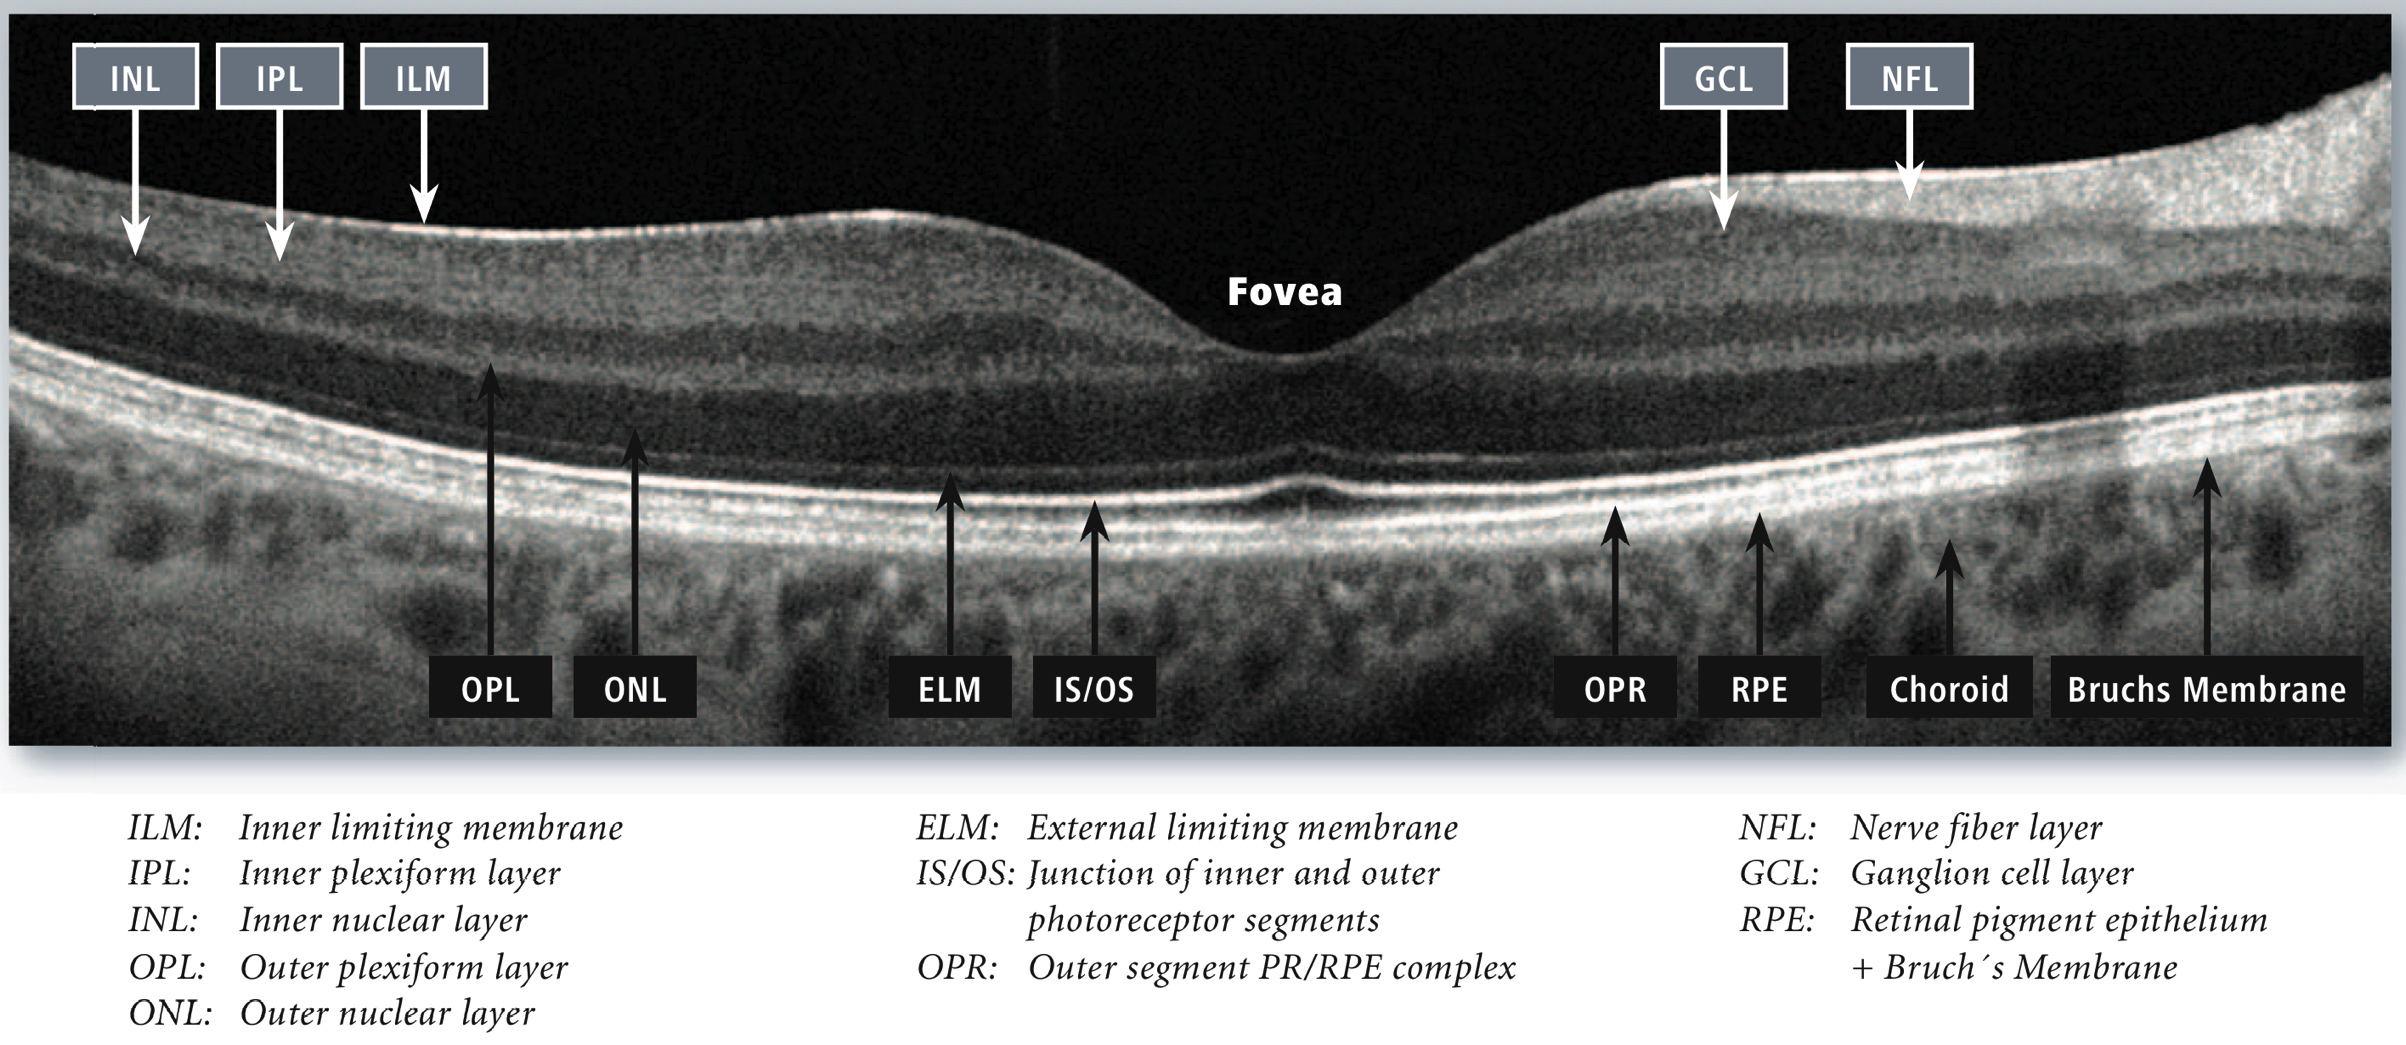 INL IPL ILM GCL NFL
Fovea
OPL ONL ELM IS/OS OPR RPE Choroid Bruchs Membrane
ILM: Inner limiting membrane
IPL: Inner plexiform layer
INL: Inner nuclear layer
OPL: Outer plexiform layer
ONL: Outer nuclear layer
ELM: External limiting membrane
IS/OS: Junction of inner and outer
photoreceptor segments
OPR: Outer segment PR/RPE complex
NFL: Nerve fiber layer
GCL: Ganglion cell layer
RPE: Retinal pigment epithelium
+ Bruch´s Membrane